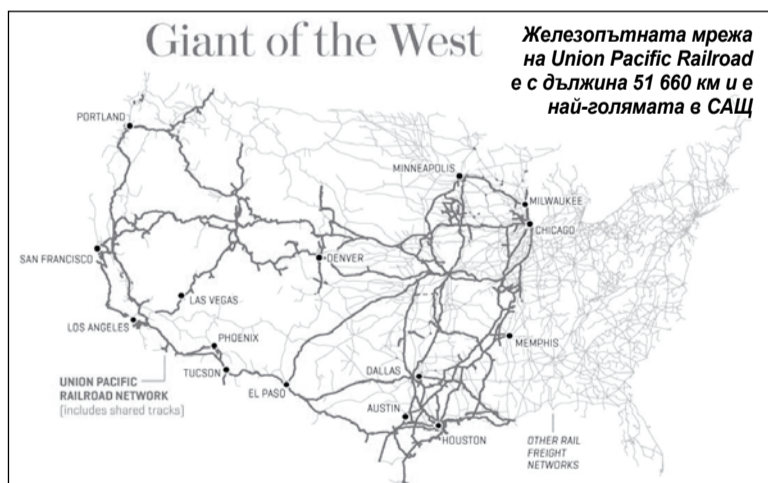 Giant of the West
Железопътната мрежа
на Union Pacific Railroad
е с дължина 51 660 км и е
най-голямата в САЩ
PORTLAND
MINNEAPOLIS
MILWAUKEE
CHICAGO
SAN FRANCISCO
DENVER
LAS VEGAS
LOS ANGELES
PHOENIX
MEMPHIS
TUCSON
DALLAS
EL PASO
UNION PACIFIC
RAILROAD NETWORK
[includes shared tracks]
AUSTIN
HOUSTON
OTHER RAIL
FREIGHT
NETWORKS